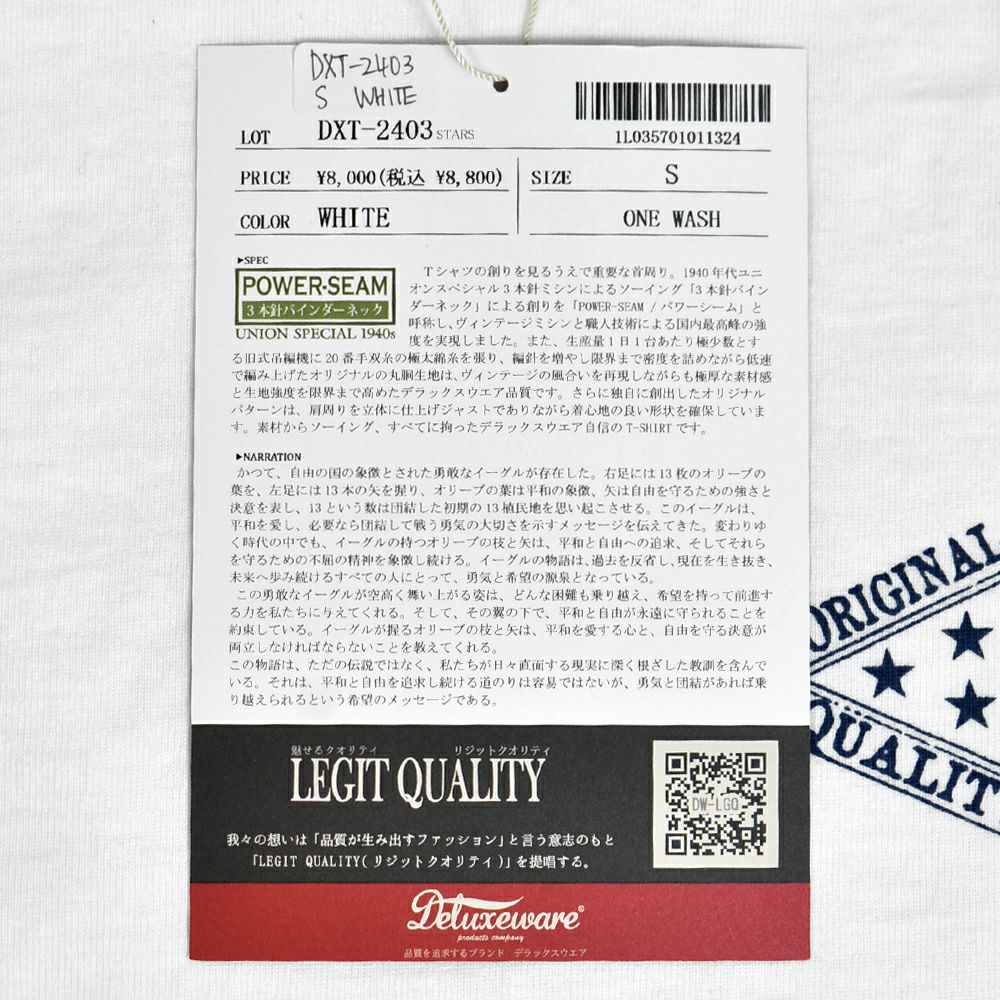 DXT-2403
S WHITE
LOT DXT-2403 STARS
1L035701011324
PRICE ¥8,000(税込 ¥8,800)
SIZE S
COLOR WHITE
ONE WASH
▶SPEC
POWER-SEAM
3本針バインダーネック
UNION SPECIAL 1940s
Tシャツの創りを見るうえで重要な首周り。1940年代ユニ
オンスペシャル3本針ミシンによるソーイング「3本針バイン
ダーネック」による創りを「POWER-SEAM / パワーシーム」と
呼称し、ヴィンテージミシンと職人技術による国内最高峰の強
度を実現しました。また、生産量1日1台あたり極少数とす
る旧式吊編機に20番手双糸の極太綿糸を張り、編針を増やし限界まで密度を詰めながら低速
で編み上げたオリジナルの丸胴生地は、ヴィンテージの風合いを再現しながらも極厚な素材感
と生地強度を限界まで高めたデラックスウエア品質です。さらに独自に創出したオリジナル
パターンは、肩周りを立体に仕上げジャストでありながら着心地の良い形状を確保していま
す。素材からソーイング、すべてに拘ったデラックスウエア自信のT-SHIRTです。
▶NARRATION
かつて、自由の国の象徴とされた勇敢なイーグルが存在した。右足には13枚のオリーブの
葉を、左足には13本の矢を握り、オリーブの葉は平和の象徴、矢は自由を守るための強さと
決意を表し、13という数は団結した初期の13植民地を思い起こさせる。このイーグルは、
平和を愛し、必要なら団結して戦う勇気の大切さを示すメッセージを伝えてきた。変わりゆ
く時代の中でも、イーグルの持つオリーブの枝と矢は、平和と自由への追求、そしてそれら
を守るための不屈の精神を象徴し続ける。イーグルの物語は、過去を反省し、現在を生き抜き、
未来へ歩み続けるすべての人にとって、勇気と希望の源泉となっている。
この勇敢なイーグルが空高く舞い上がる姿は、どんな困難も乗り越え、希望を持って前進す
る力を私たちに与えてくれる。そして、その翼の下で、平和と自由が永遠に守られることを
約束している。イーグルが握るオリーブの枝と矢は、平和を愛する心と、自由を守る決意が
両立しなければならないことを教えてくれる。
この物語は、ただの伝説ではなく、私たちが日々直面する現実に深く根ざした教訓を含んで
いる。それは、平和と自由を追求し続ける道のりは容易ではないが、勇気と団結があれば乗
り越えられるという希望のメッセージである。
魅せるクオリティ リジットクオリティ
LEGIT QUALITY
DW-LGQ
我々の想いは「品質が生み出すファッション」と言う意志のもと
「LEGIT QUALITY(リジットクオリティ)」を提唱する。
Deluxeware®
products company
品質を追求するブランド デラックスウエア
ORIGINAL
QUALIT